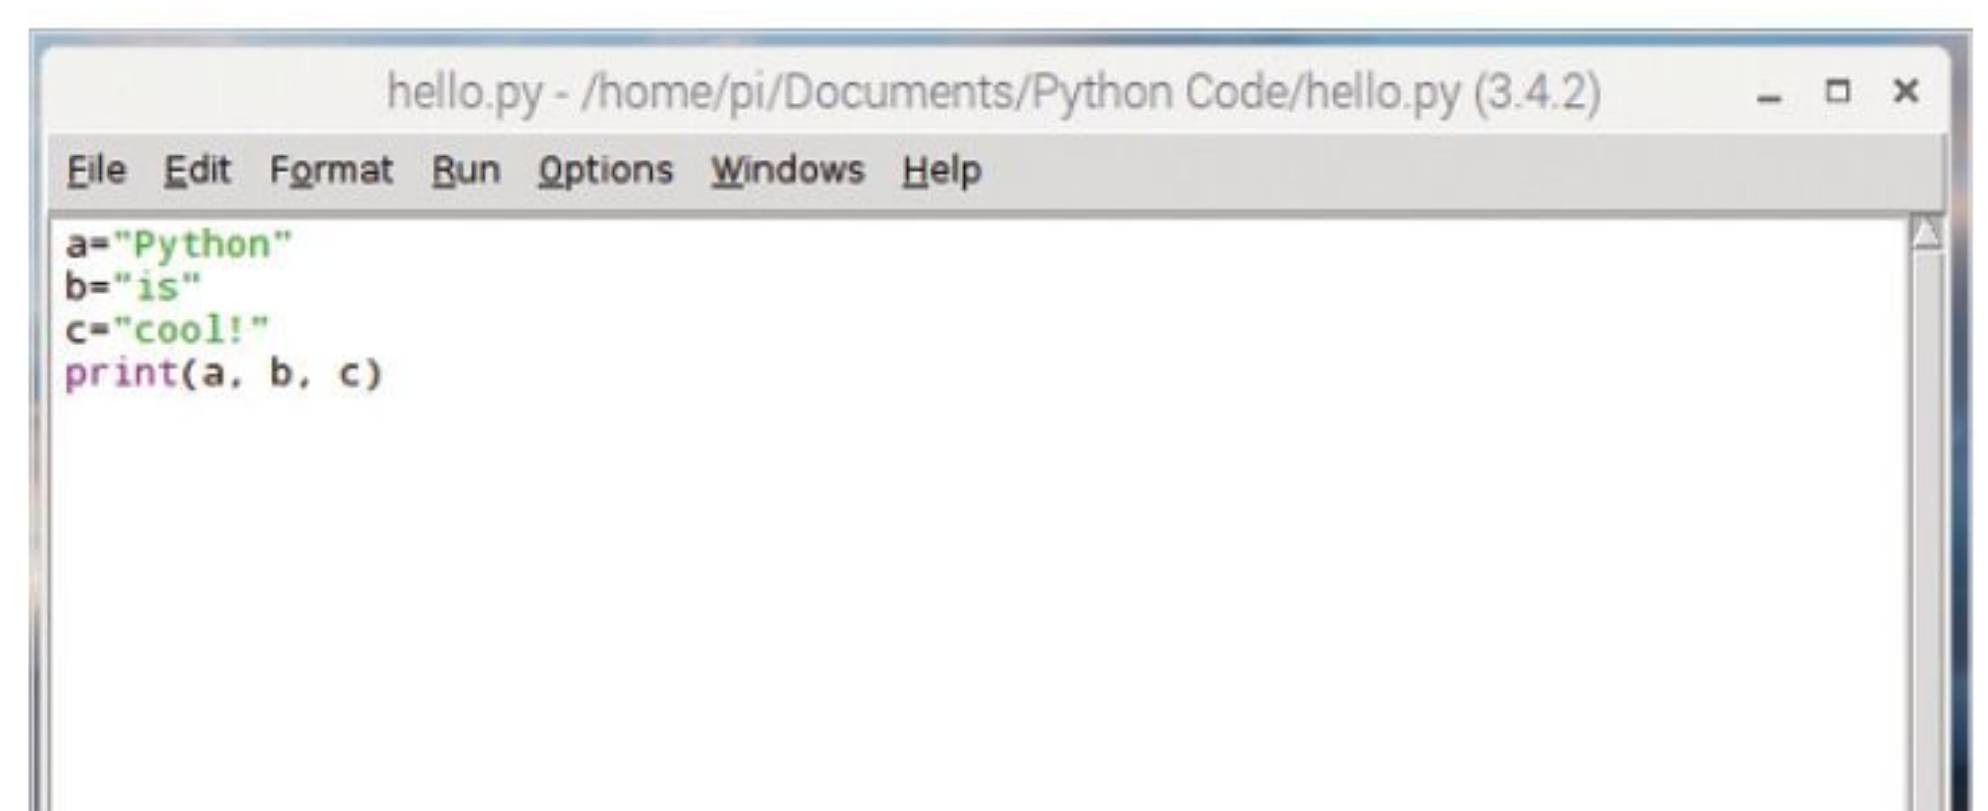 hello.py - /home/pi/Documents/Python Code/hello.py (3.4.2)
File Edit Format Run Options Windows Help
a="Python"
b="is"
c="cool!"
print(a, b, c)